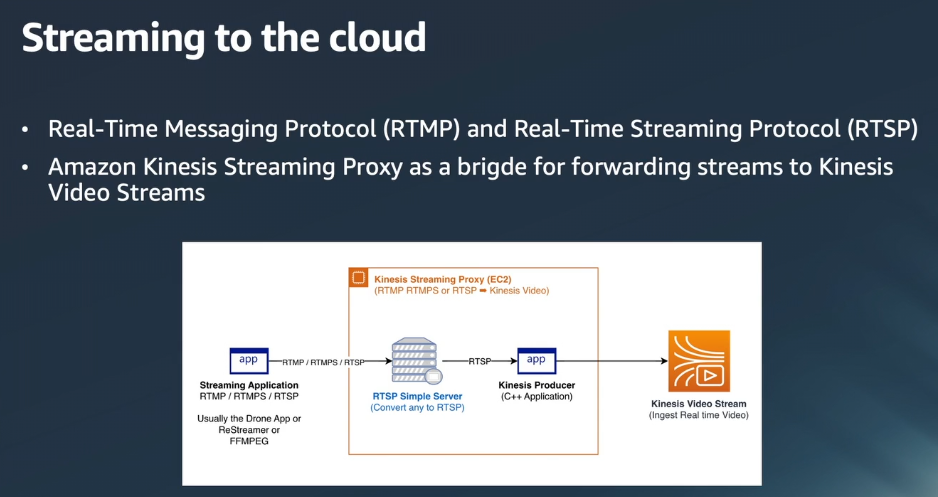 Streaming to the cloud
• Real-Time Messaging Protocol (RTMP) and Real-Time Streaming Protocol (RTSP)
• Amazon Kinesis Streaming Proxy as a brigde for forwarding streams to Kinesis
Video Streams
Kinesis Streaming Proxy (EC2)
(RTMP RTMPS or RTSP ➡ Kinesis Video)
app
RTMP / RTMPS / RTSP
RTSP
app
Streaming Application
RTMP / RTMPS / RTSP
Usually the Drone App or
ReStreamer or
FFMPEG
RTSP Simple Server
(Convert any to RTSP)
Kinesis Producer
(C++ Application)
Kinesis Video Stream
(Ingest Real time Video)